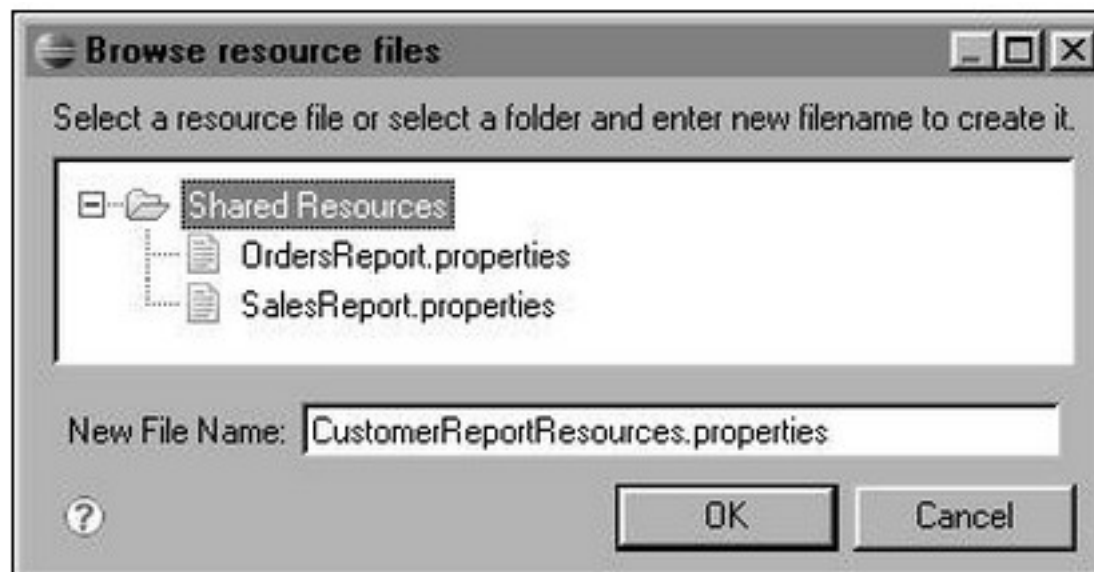 Browse resource files
Select a resource file or select a folder and enter new filename to create it.
Shared Resources
OrdersReport.properties
SalesReport.properties
New File Name: CustomerReportResources.properties
OK Cancel